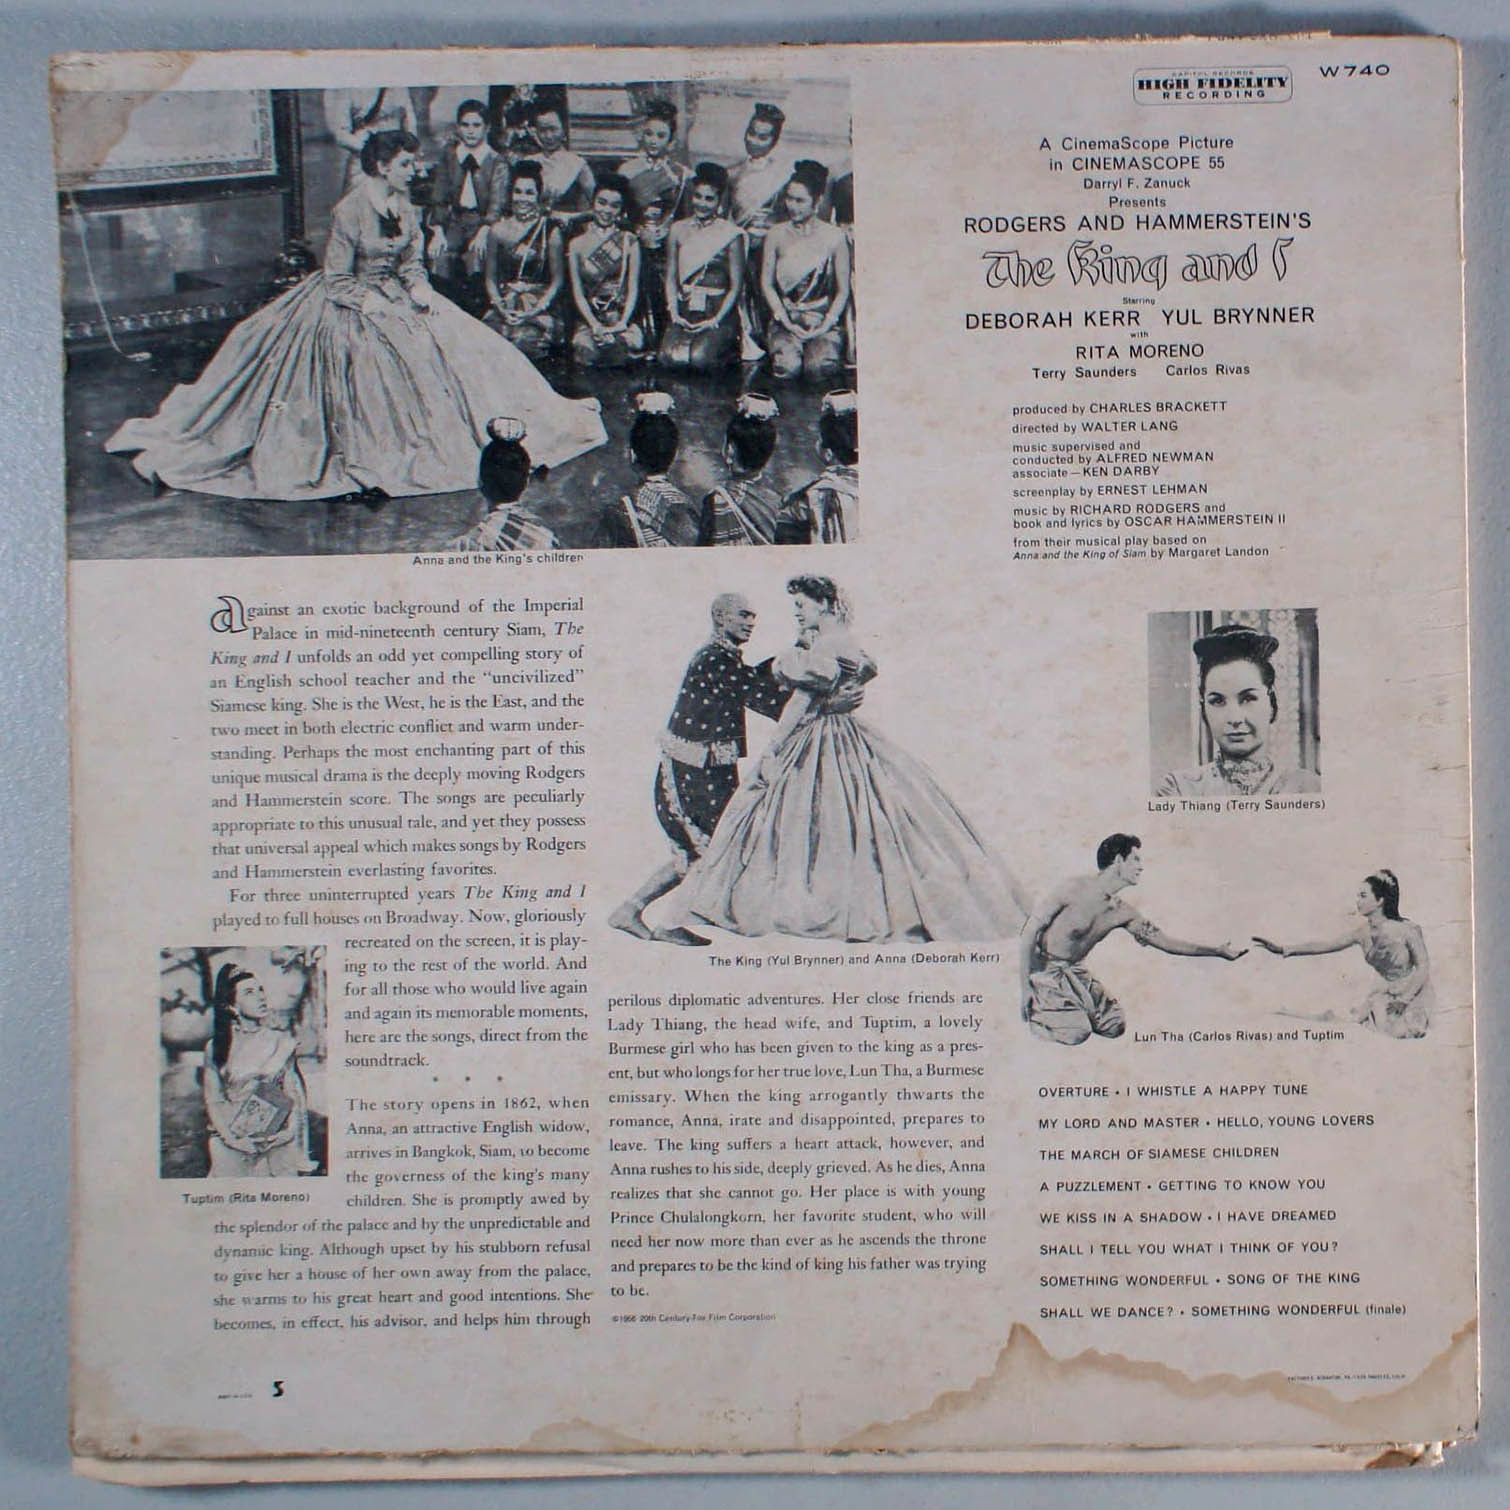 CAPITOL RECORDS
HIGH FIDELITY
RECORDING
W740
A CinemaScope Picture
in CINEMASCOPE 55
Darryl F. Zanuck
Presents
RODGERS AND HAMMERSTEIN'S
The King and I
Starring
DEBORAH KERR YUL BRYNNER
with
RITA MORENO
Terry Saunders Carlos Rivas
produced by CHARLES BRACKETT
directed by WALTER LANG
music supervised and
conducted by ALFRED NEWMAN
associate – KEN DARBY
screenplay by ERNEST LEHMAN
music by RICHARD RODGERS and
book and lyrics by OSCAR HAMMERSTEIN II
from their musical play based on
Anna and the King of Siam by Margaret Landon
Anna and the King's children
against an exotic background of the Imperial
Palace in mid-nineteenth century Siam, The
King and I unfolds an odd yet compelling story of
an English school teacher and the “uncivilized”
Siamese king. She is the West, he is the East, and the
two meet in both electric conflict and warm under-
standing. Perhaps the most enchanting part of this
unique musical drama is the deeply moving Rodgers
and Hammerstein score. The songs are peculiarly
appropriate to this unusual tale, and yet they possess
that universal appeal which makes songs by Rodgers
and Hammerstein everlasting favorites.
For three uninterrupted years The King and I
played to full houses on Broadway. Now, gloriously
recreated on the screen, it is play-
ing to the rest of the world. And
for all those who would live again
and again its memorable moments,
here are the songs, direct from the
soundtrack.
* * *
The story opens in 1862, when
Anna, an attractive English widow,
arrives in Bangkok, Siam, to become
the governess of the king's many
children. She is promptly awed by
the splendor of the palace and by the unpredictable and
dynamic king. Although upset by his stubborn refusal
to give her a house of her own away from the palace,
she warms to his great heart and good intentions. She
becomes, in effect, his advisor, and helps him through
Tuptim (Rita Moreno)
The King (Yul Brynner) and Anna (Deborah Kerr)
perilous diplomatic adventures. Her close friends are
Lady Thiang, the head wife, and Tuptim, a lovely
Burmese girl who has been given to the king as a pres-
ent, but who longs for her true love, Lun Tha, a Burmese
emissary. When the king arrogantly thwarts the
romance, Anna, irate and disappointed, prepares to
leave. The king suffers a heart attack, however, and
Anna rushes to his side, deeply grieved. As he dies, Anna
realizes that she cannot go. Her place is with young
Prince Chulalongkorn, her favorite student, who will
need her now more than ever as he ascends the throne
and prepares to be the kind of king his father was trying
to be.
©1956 20th Century-Fox Film Corporation
Lady Thiang (Terry Saunders)
Lun Tha (Carlos Rivas) and Tuptim
OVERTURE • I WHISTLE A HAPPY TUNE
MY LORD AND MASTER • HELLO, YOUNG LOVERS
THE MARCH OF SIAMESE CHILDREN
A PUZZLEMENT • GETTING TO KNOW YOU
WE KISS IN A SHADOW • I HAVE DREAMED
SHALL I TELL YOU WHAT I THINK OF YOU?
SOMETHING WONDERFUL • SONG OF THE KING
SHALL WE DANCE? • SOMETHING WONDERFUL (finale)
5